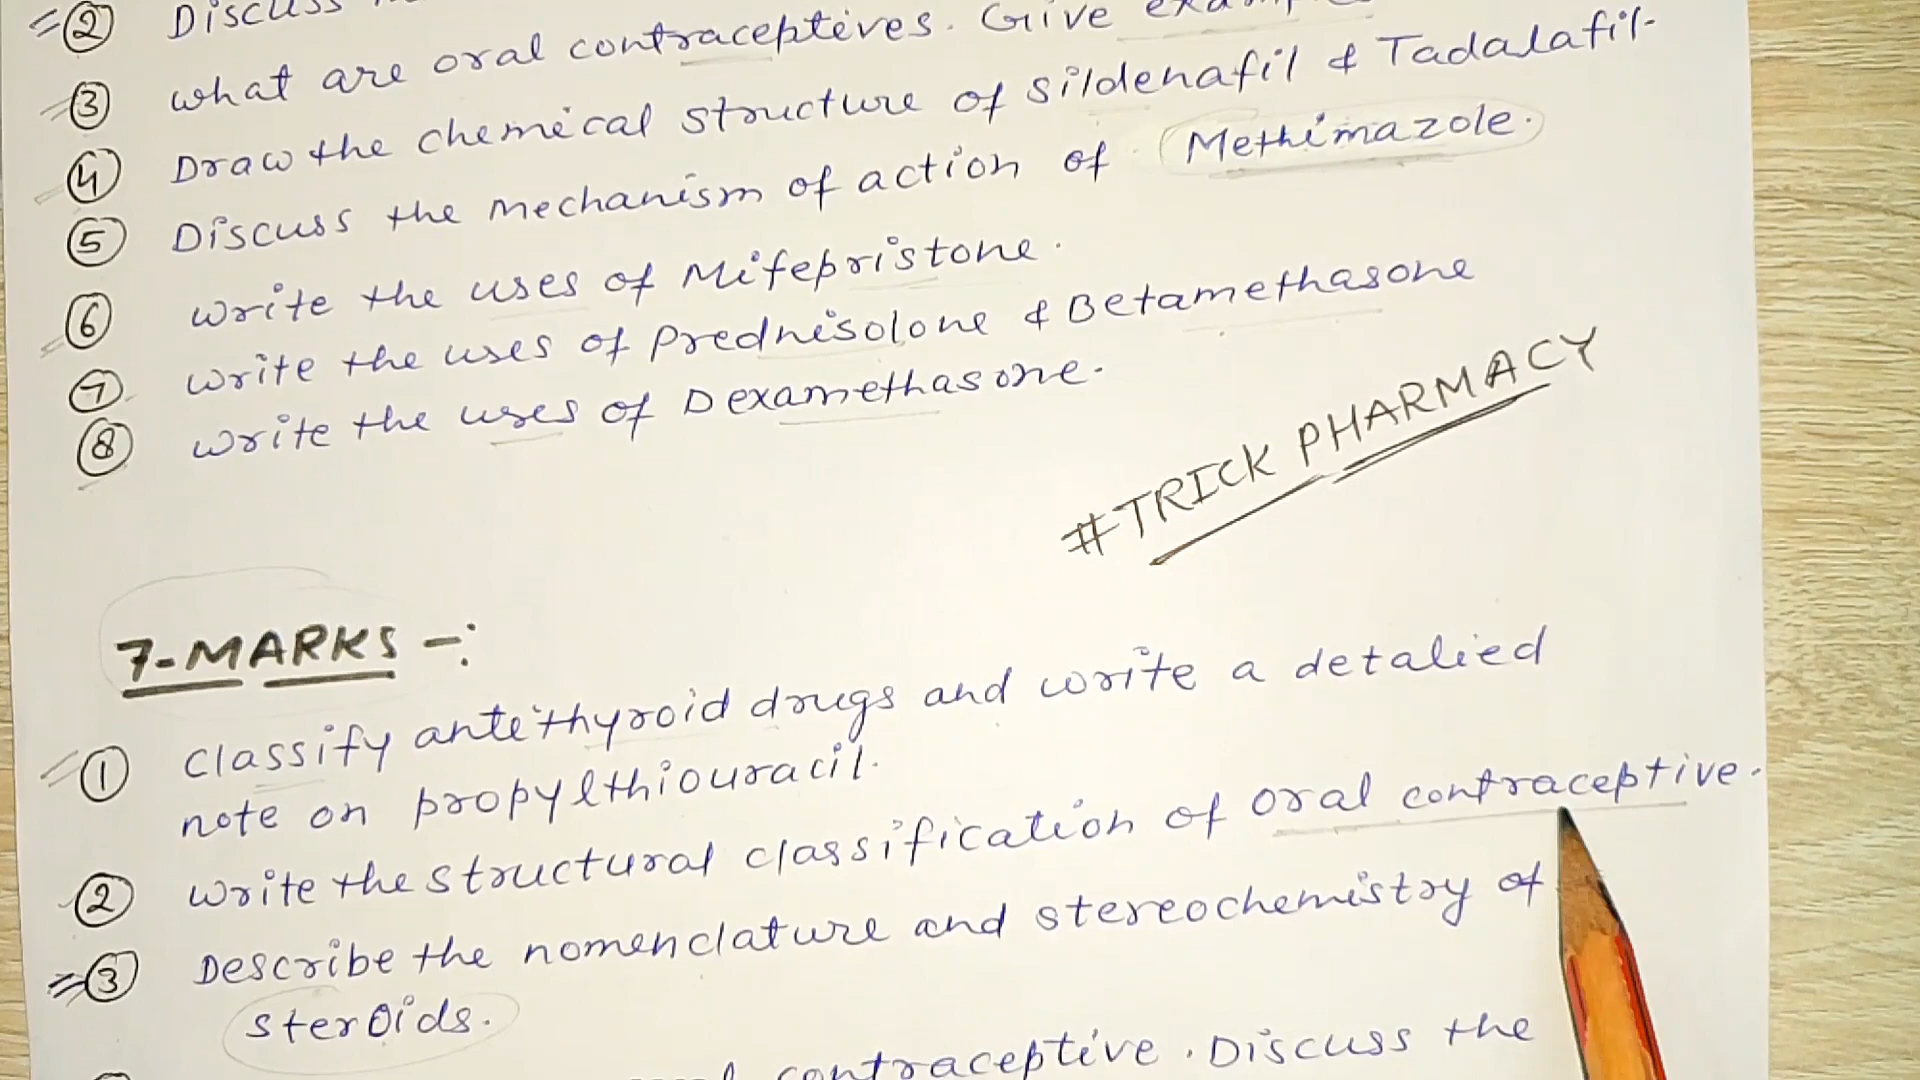 ② Discuss
③ what are oral contraceptives. Give
④ Draw the chemical structure of sildenafil & Tadalafil.
⑤ Discuss the mechanism of action of Methimazole.
⑥ write the uses of Mifepristone.
⑦ write the uses of prednisolone & Betamethasone
⑧ write the uses of Dexamethasone.
#TRICK PHARMACY
7-MARKS -:
① classify antithyroid drugs and write a detalied
note on propylthiouracil.
② write the structural classification of oral contraceptive.
③ Describe the nomenclature and stereochemistry of
steroids.
contraceptive. Discuss the